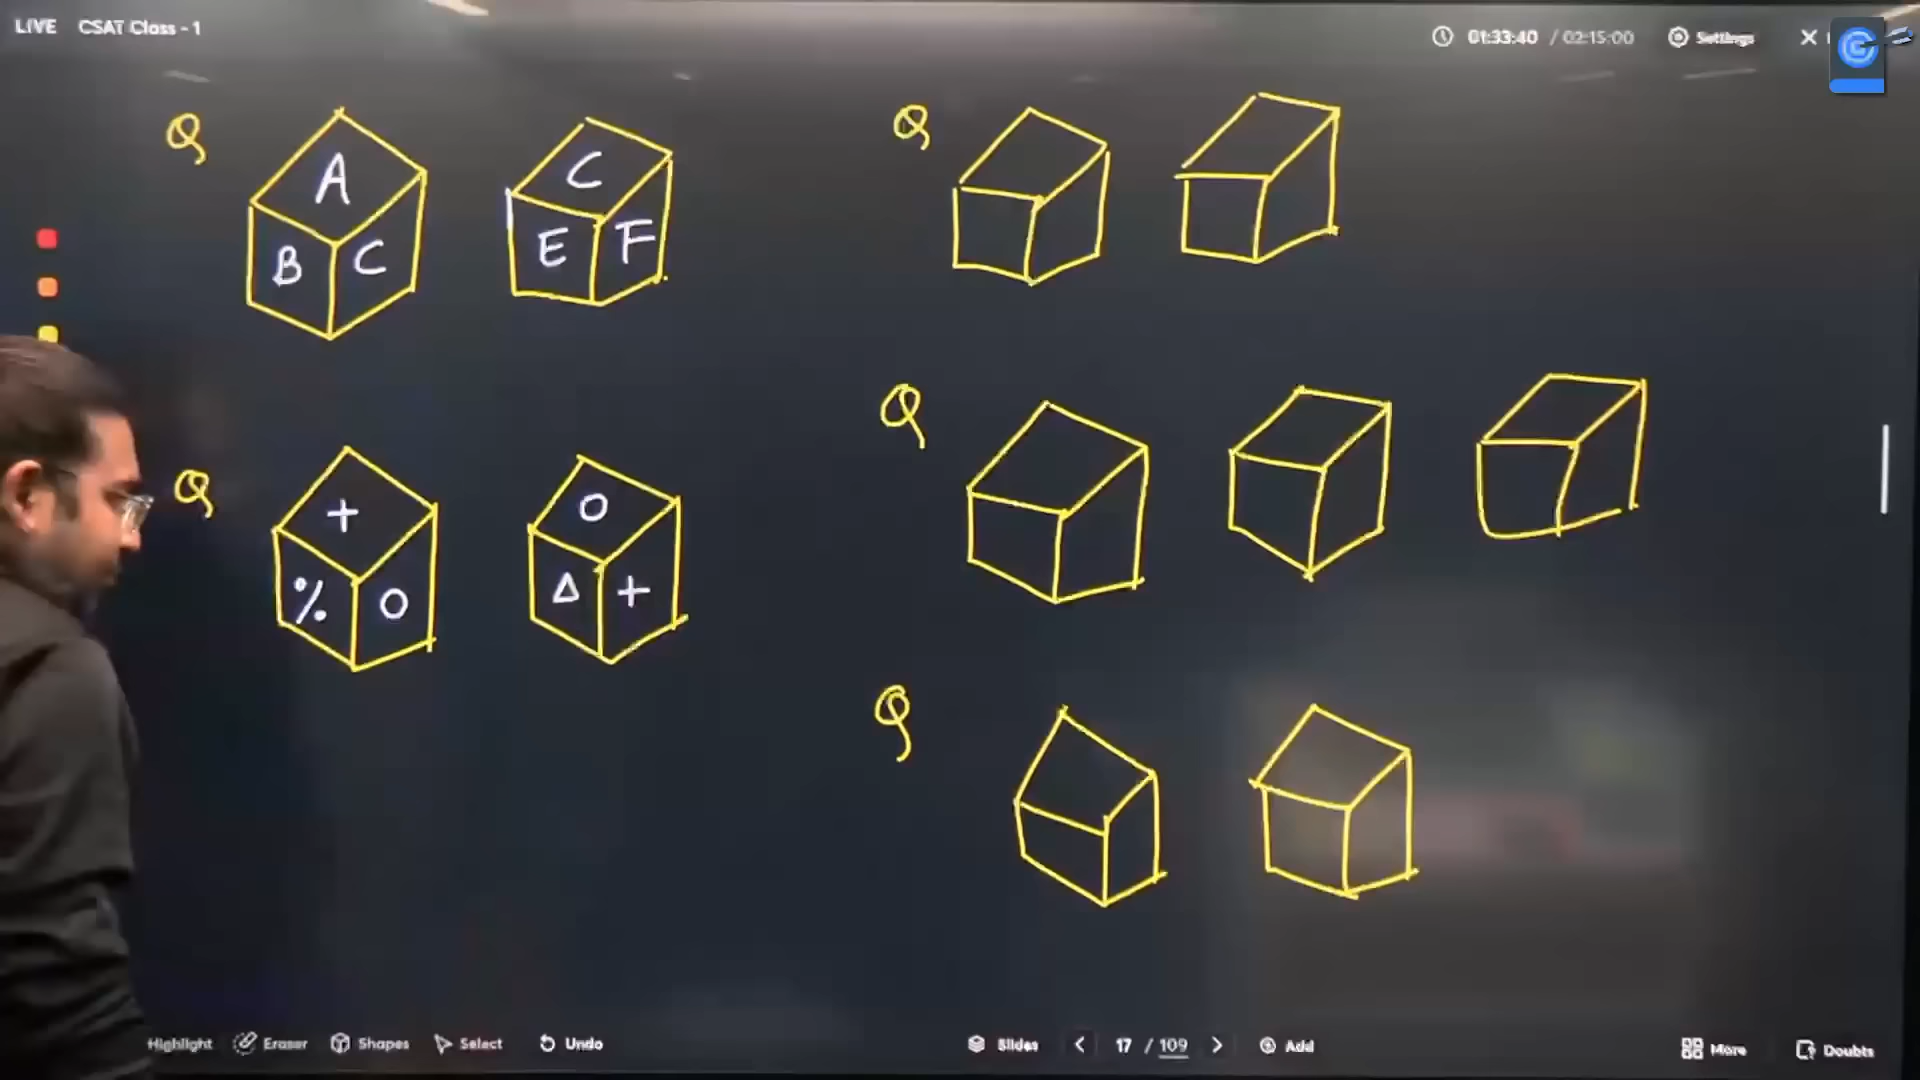 LIVE CSAT Class - 1
01:33:40 / 02:15:00 Settings
Q
A
B C
C
E F
Q
Q
+
% O
O
Δ +
Q
Q
Highlight Eraser Shapes Select Undo Slides 17 / 109 Add More Doubts